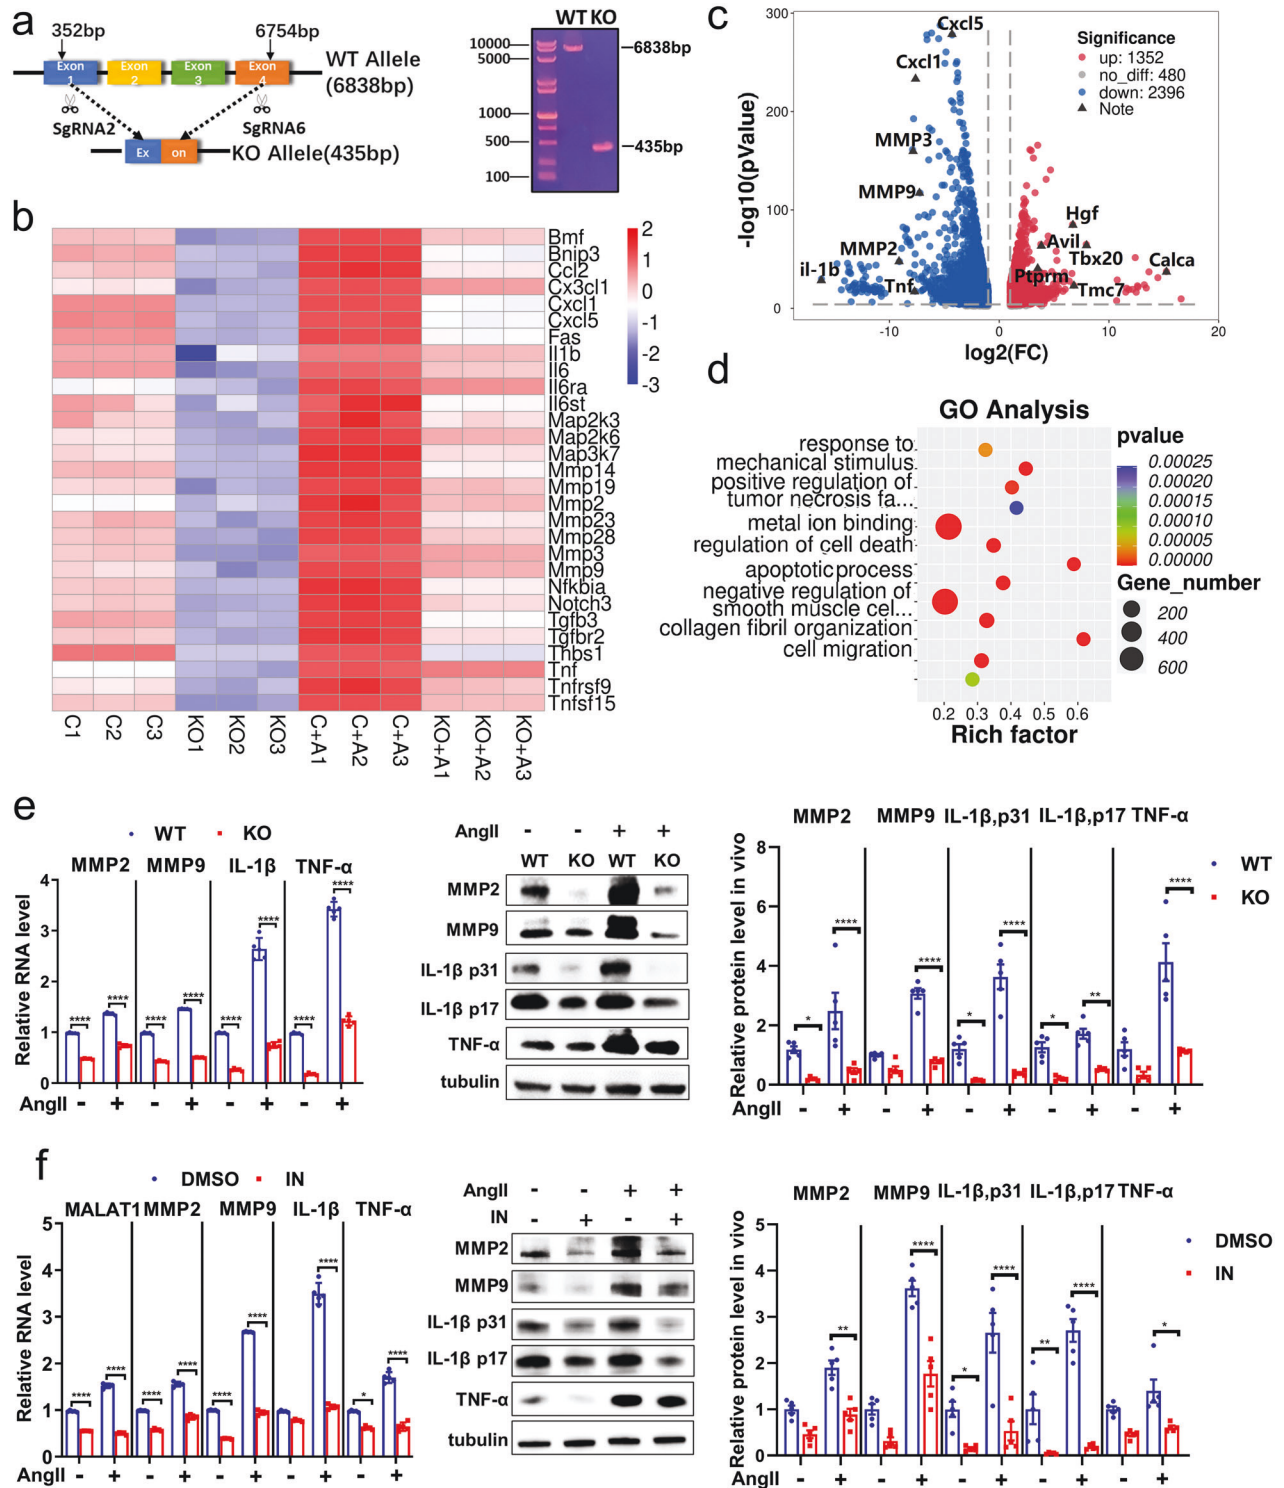 a
352bp
6754bp
Exon 1
Exon 2
Exon 3
Exon 4
WT Allele
(6838bp)
SgRNA2
SgRNA6
Ex
on
KO Allele(435bp)
WT KO
10000
5000
1000
500
100
6838bp
435bp
b
Bmf
Bnip3
Ccl2
Cx3cl1
Cxcl1
Cxcl5
Fas
Il1b
Il6
Il6ra
Il6st
Map2k3
Map2k6
Map3k7
Mmp14
Mmp19
Mmp2
Mmp23
Mmp28
Mmp3
Mmp9
Nfkbia
Notch3
Tgfb3
Tgfbr2
Thbs1
Tnf
Tnfrsf9
Tnfsf15
2
1
0
-1
-2
-3
C1
C2
C3
KO1
KO2
KO3
C+A1
C+A2
C+A3
KO+A1
KO+A2
KO+A3
c
-log10(pValue)
300
200
100
0
-10
0
10
20
log2(FC)
Cxcl5
Cxcl1
MMP3
MMP9
MMP2
il-1b
Tnf
Hgf
Avil
Tbx20
Ptprm
Calca
Tmc7
Significance
up: 1352
no_diff: 480
down: 2396
Note
d
GO Analysis
response to
mechanical stimulus
positive regulation of
tumor necrosis fa...
metal ion binding
regulation of cell death
apoptotic process
negative regulation of
smooth muscle cel...
collagen fibril organization
cell migration
0.2 0.3 0.4 0.5 0.6
Rich factor
pvalue
0.00025
0.00020
0.00015
0.00010
0.00005
0.00000
Gene_number
200
400
600
e
WT KO
MMP2 MMP9 IL-1β TNF-α
Relative RNA level
4
3
2
1
0
**** **** **** **** **** **** **** ****
AngII - + - + - + - +
AngII - - + +
WT KO WT KO
MMP2
MMP9
IL-1β p31
IL-1β p17
TNF-α
tubulin
MMP2 MMP9 IL-1β,p31 IL-1β,p17 TNF-α
Relative protein level in vivo
8
6
4
2
0
* **** **** * **** * ** ****
WT
KO
AngII - + - + - + - + - +
f
DMSO IN
MALAT1 MMP2 MMP9 IL-1β TNF-α
Relative RNA level
5
4
3
2
1
0
**** **** **** **** **** **** **** * ****
AngII - + - + - + - + - +
AngII - - + +
IN - + - +
MMP2
MMP9
IL-1β p31
IL-1β p17
TNF-α
tubulin
MMP2 MMP9 IL-1β,p31 IL-1β,p17 TNF-α
Relative protein level in vivo
5
4
3
2
1
0
** **** * **** ** **** *
DMSO
IN
AngII - + - + - + - + - +